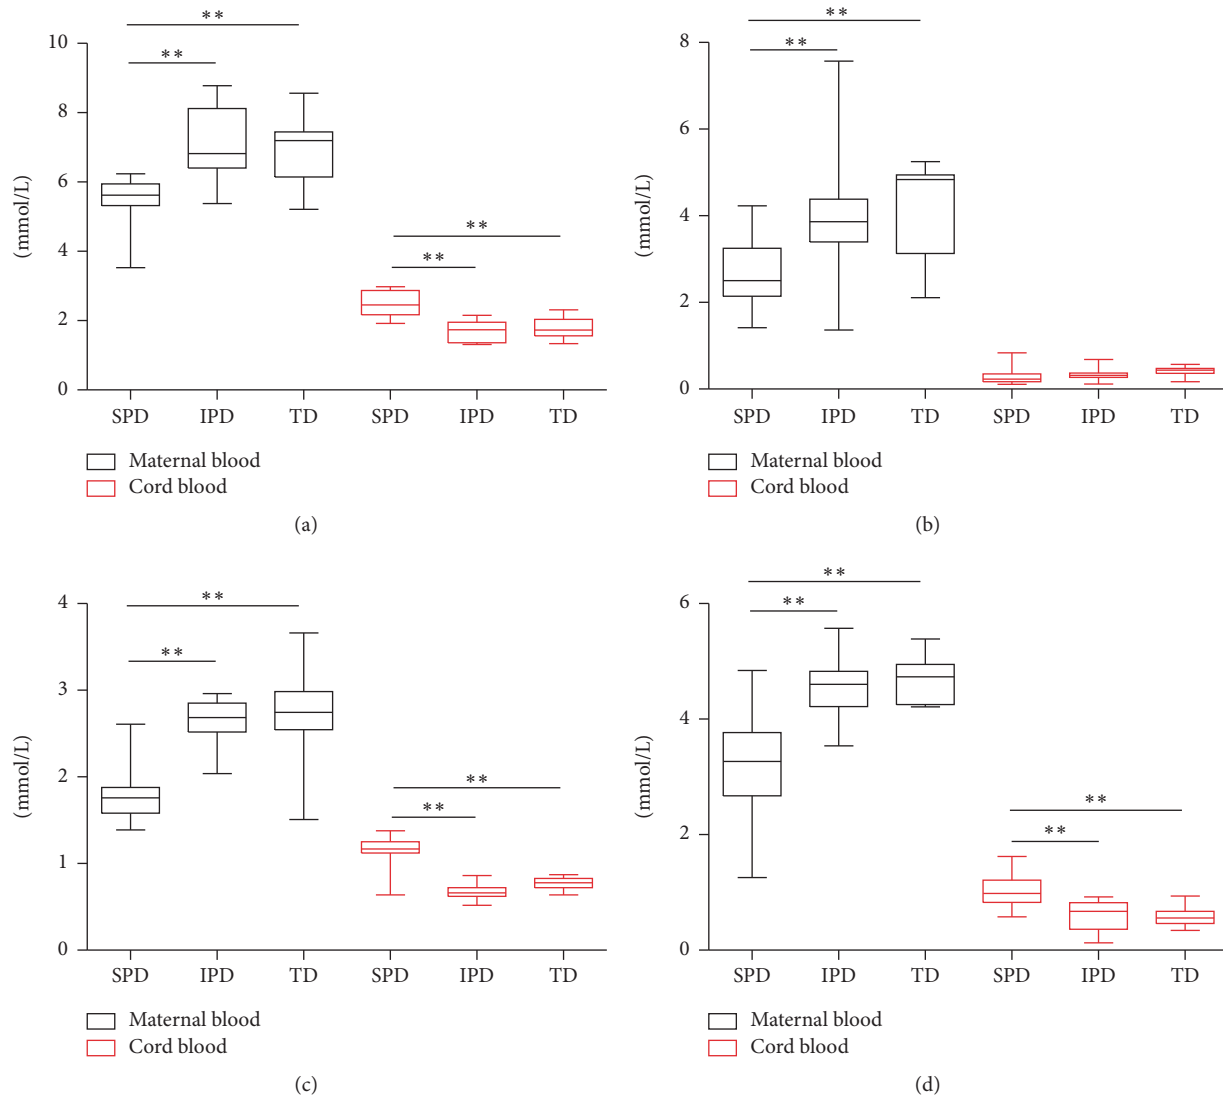 **
**
10
8
6
4
2
0
(mmol/L)
**
**
SPD IPD TD SPD IPD TD
Maternal blood
Cord blood
(a)
**
**
8
6
4
2
0
(mmol/L)
SPD IPD TD SPD IPD TD
Maternal blood
Cord blood
(b)
**
**
4
3
2
1
0
(mmol/L)
**
**
SPD IPD TD SPD IPD TD
Maternal blood
Cord blood
(c)
**
**
6
4
2
0
(mmol/L)
**
**
SPD IPD TD SPD IPD TD
Maternal blood
Cord blood
(d)